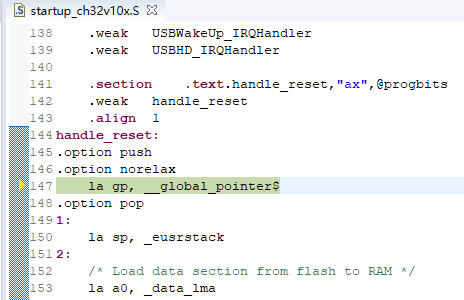 startup_ch32v10x.S
138     .weak   USBWakeUp_IRQHandler
139     .weak   USBHD_IRQHandler
140
141     .section    .text.handle_reset,"ax",@progbits
142     .weak   handle_reset
143     .align  1
144 handle_reset:
145 .option push
146 .option norelax
147     la gp, __global_pointer$
148 .option pop
149 1:
150     la sp, _eusrstack
151 2:
152     /* Load data section from flash to RAM */
153     la a0, _data_lma